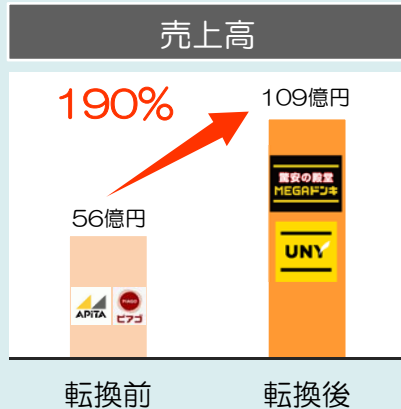 売上高
190%
109億円
驚安の殿堂
MEGAドンキ
56億円
UNY
APiTA
PIAGO
ピアゴ
転換前
転換後